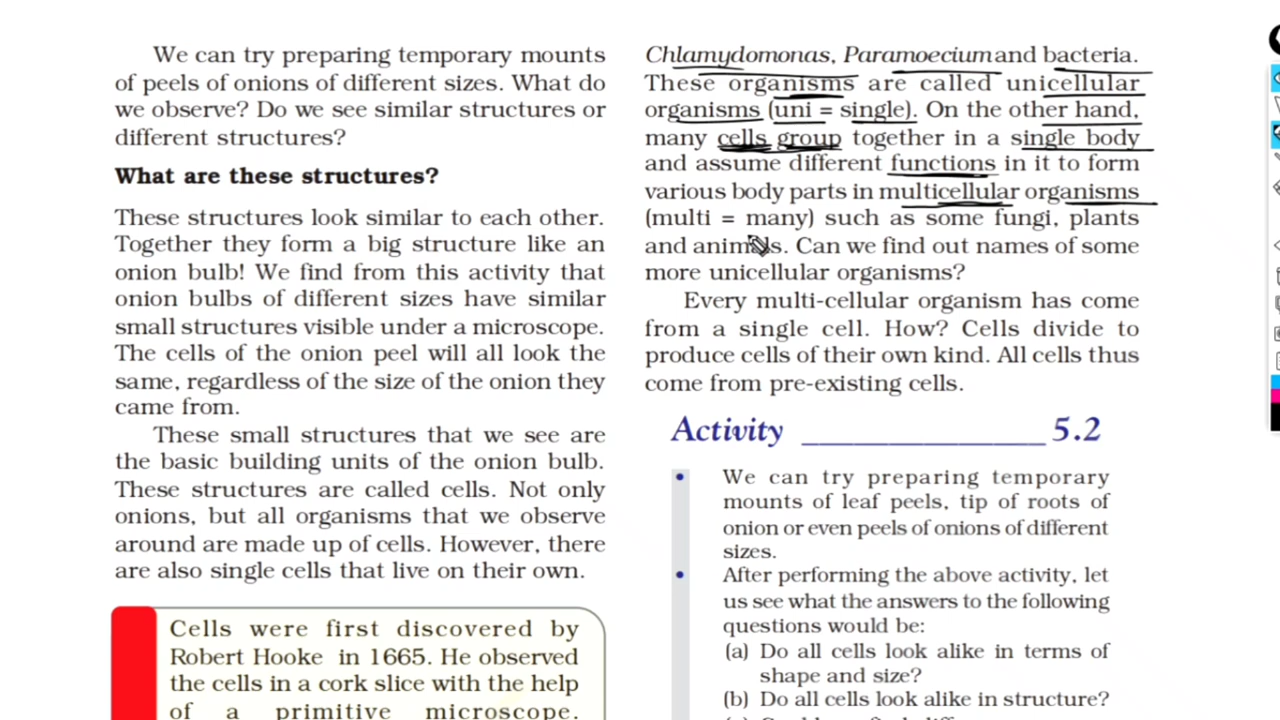 We can try preparing temporary mounts
of peels of onions of different sizes. What do
we observe? Do we see similar structures or
different structures?
What are these structures?
These structures look similar to each other.
Together they form a big structure like an
onion bulb! We find from this activity that
onion bulbs of different sizes have similar
small structures visible under a microscope.
The cells of the onion peel will all look the
same, regardless of the size of the onion they
came from.
These small structures that we see are
the basic building units of the onion bulb.
These structures are called cells. Not only
onions, but all organisms that we observe
around are made up of cells. However, there
are also single cells that live on their own.
Cells were first discovered by
Robert Hooke in 1665. He observed
the cells in a cork slice with the help
of a primitive microscope.
Chlamydomonas, Paramoecium and bacteria.
These organisms are called unicellular
organisms (uni = single). On the other hand,
many cells group together in a single body
and assume different functions in it to form
various body parts in multicellular organisms
(multi = many) such as some fungi, plants
and animals. Can we find out names of some
more unicellular organisms?
Every multi-cellular organism has come
from a single cell. How? Cells divide to
produce cells of their own kind. All cells thus
come from pre-existing cells.
Activity 5.2
• We can try preparing temporary
mounts of leaf peels, tip of roots of
onion or even peels of onions of different
sizes.
• After performing the above activity, let
us see what the answers to the following
questions would be:
(a) Do all cells look alike in terms of
shape and size?
(b) Do all cells look alike in structure?